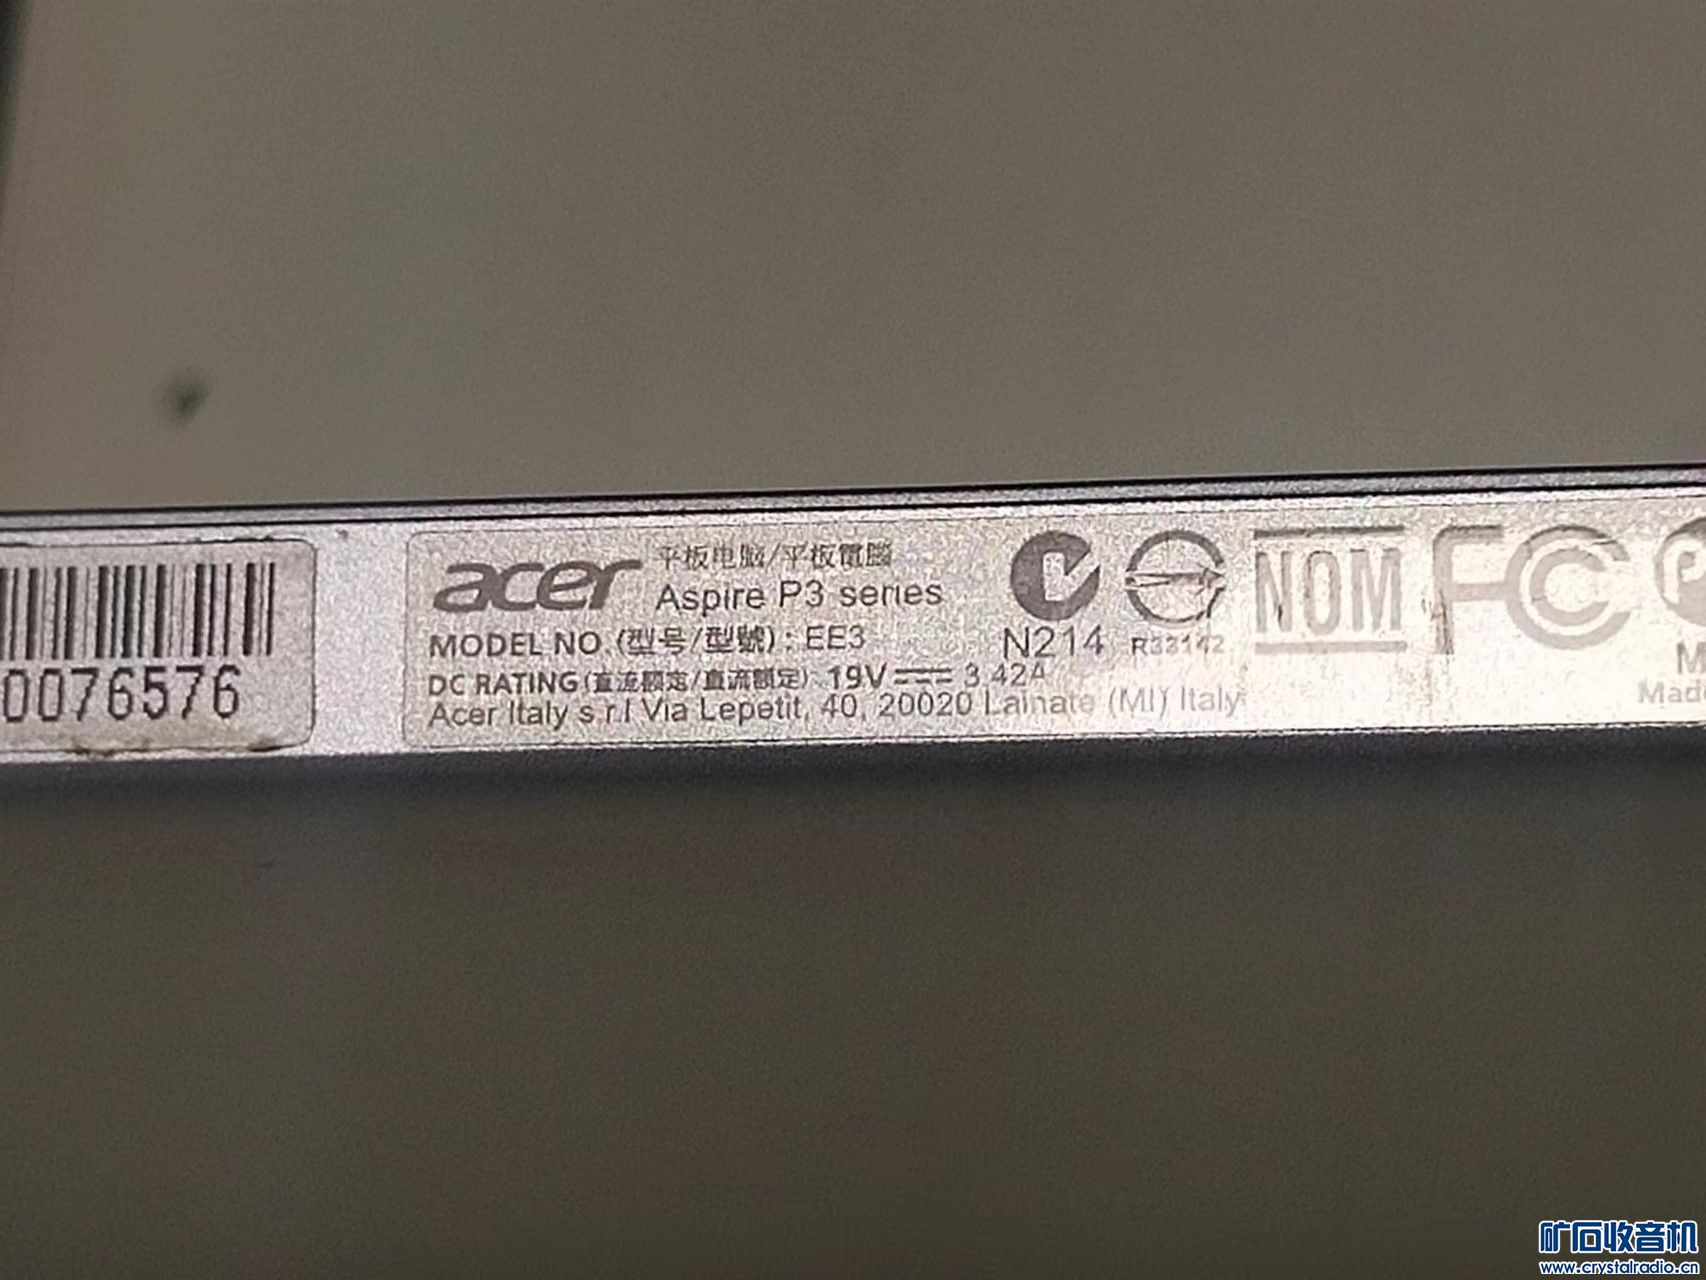 0076576
acer 平板电脑/平板電腦
Aspire P3 series
MODEL NO.(型号/型號): EE3
DC RATING(直流额定/直流額定): 19V 3.42A
Acer Italy s.r.l Via Lepetit, 40, 20020 Lainate (MI) Italy
N214
R33142
NOM
FC
矿石收音机
www.crystalradio.cn